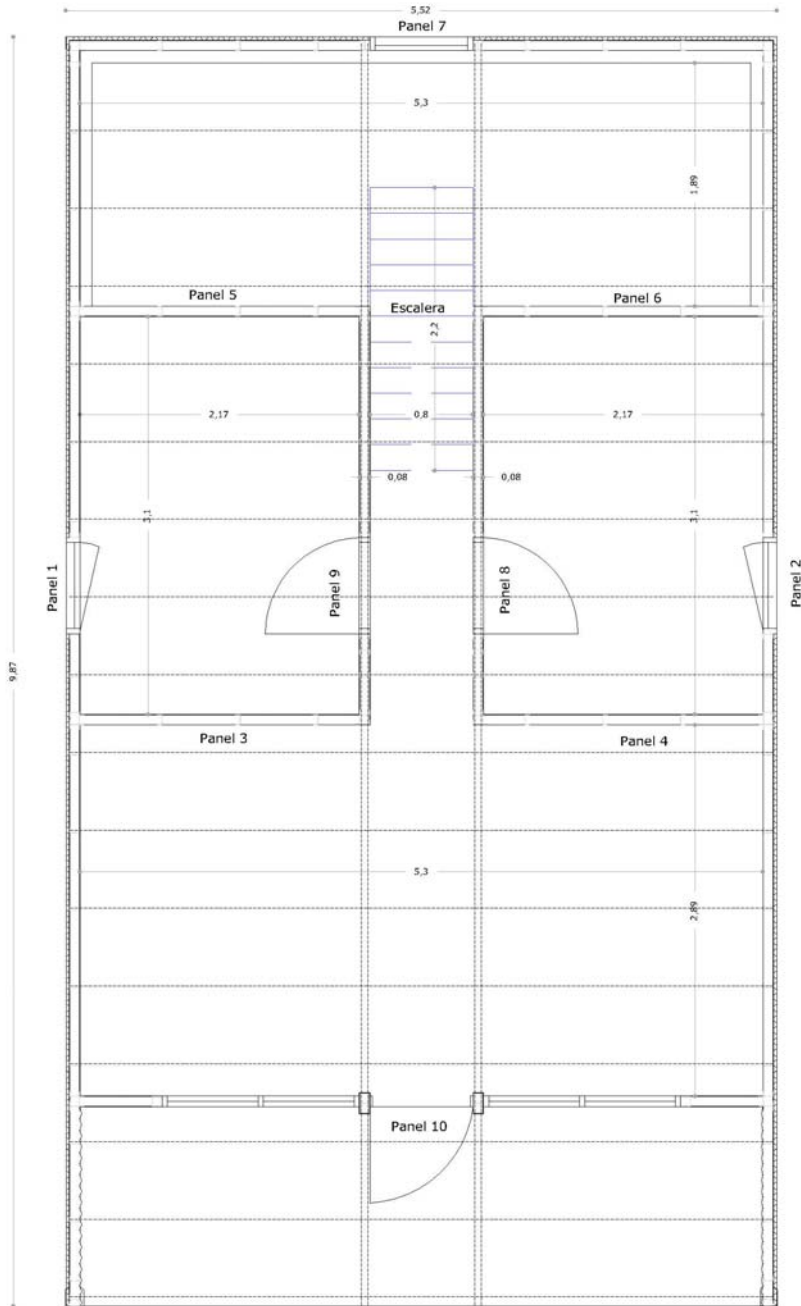 5,52
Panel 7
5,3
1,89
Panel 5
Panel 6
Escalera
2,2
2,17
0,8
2,17
0,08
0,08
3,1
3,1
Panel 1
Panel 9
Panel 8
Panel 2
9,87
Panel 3
Panel 4
5,3
2,89
Panel 10